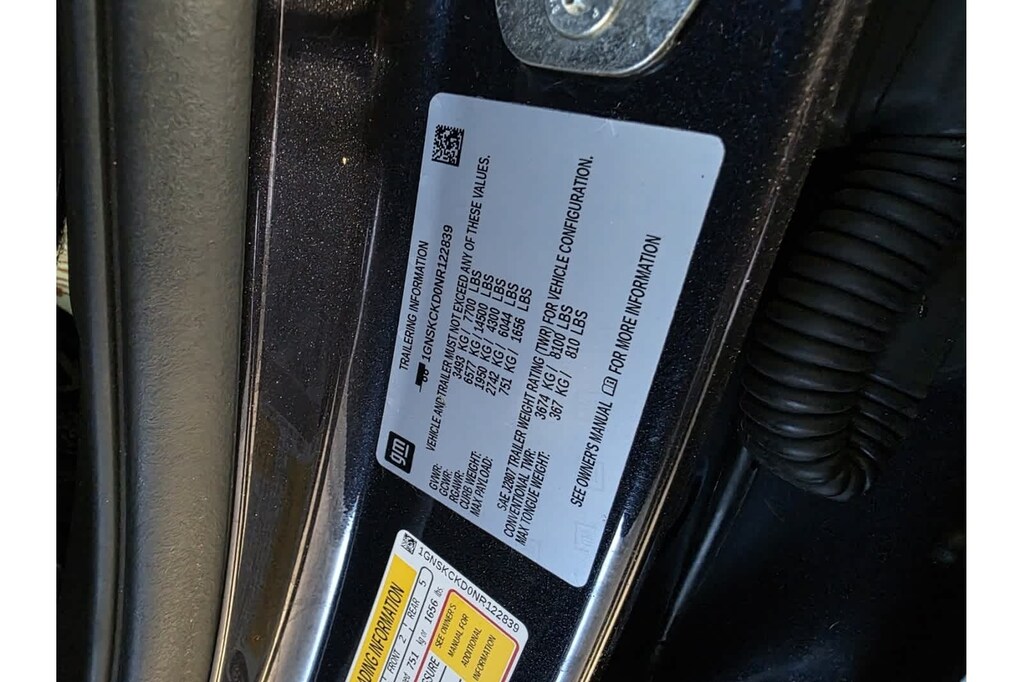 TRAILERING INFORMATION
1GNSKCKD0NR122839
gm
VEHICLE AND TRAILER MUST NOT EXCEED ANY OF THESE VALUES.
GVWR: 3493 KG / 7700 LBS
GCWR: 6577 KG / 14500 LBS
RGAWR: 1950 KG / 4300 LBS
CURB WEIGHT: 2742 KG / 6044 LBS
MAX PAYLOAD: 751 KG / 1656 LBS
SAE J2807 TRAILER WEIGHT RATING (TWR) FOR VEHICLE CONFIGURATION.
CONVENTIONAL TWR: 3674 KG / 8100 LBS
MAX TONGUE WEIGHT: 367 KG / 810 LBS
SEE OWNER'S MANUAL FOR MORE INFORMATION
1GNSKCKD0NR122839
INFORMATION
FRONT 2 REAR 5
751 kg or 1656 lbs
SEE OWNER'S
MANUAL FOR
ADDITIONAL
INFORMATION